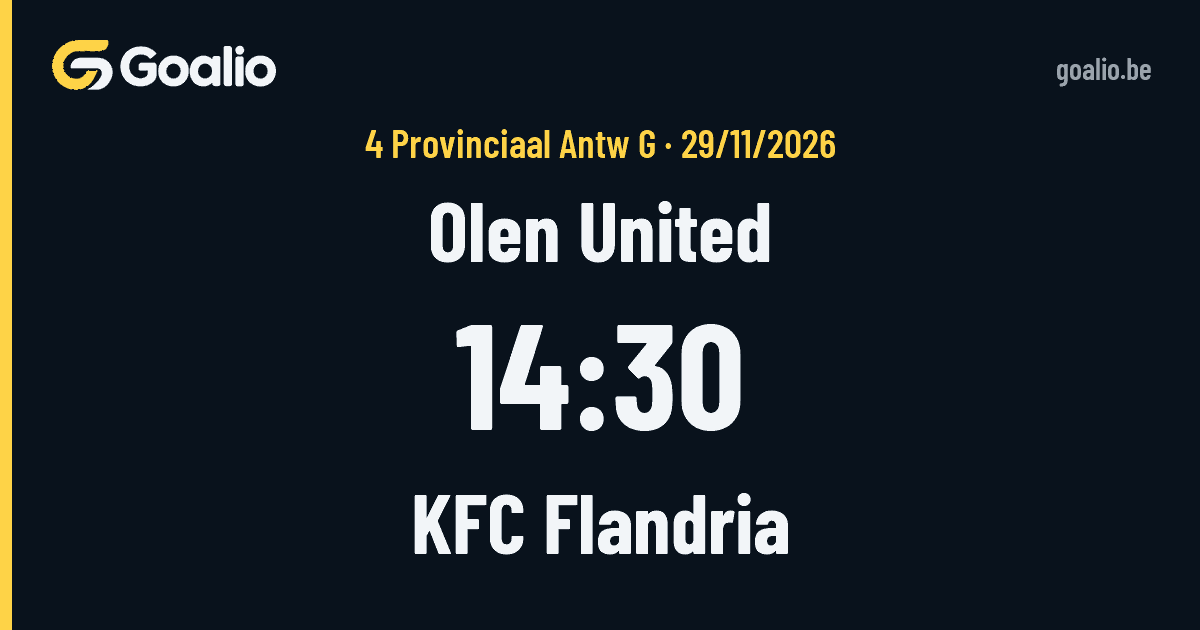 Goalio
goalio.be
4 Provinciaal Antw G · 29/11/2026
Olen United
14:30
KFC Flandria